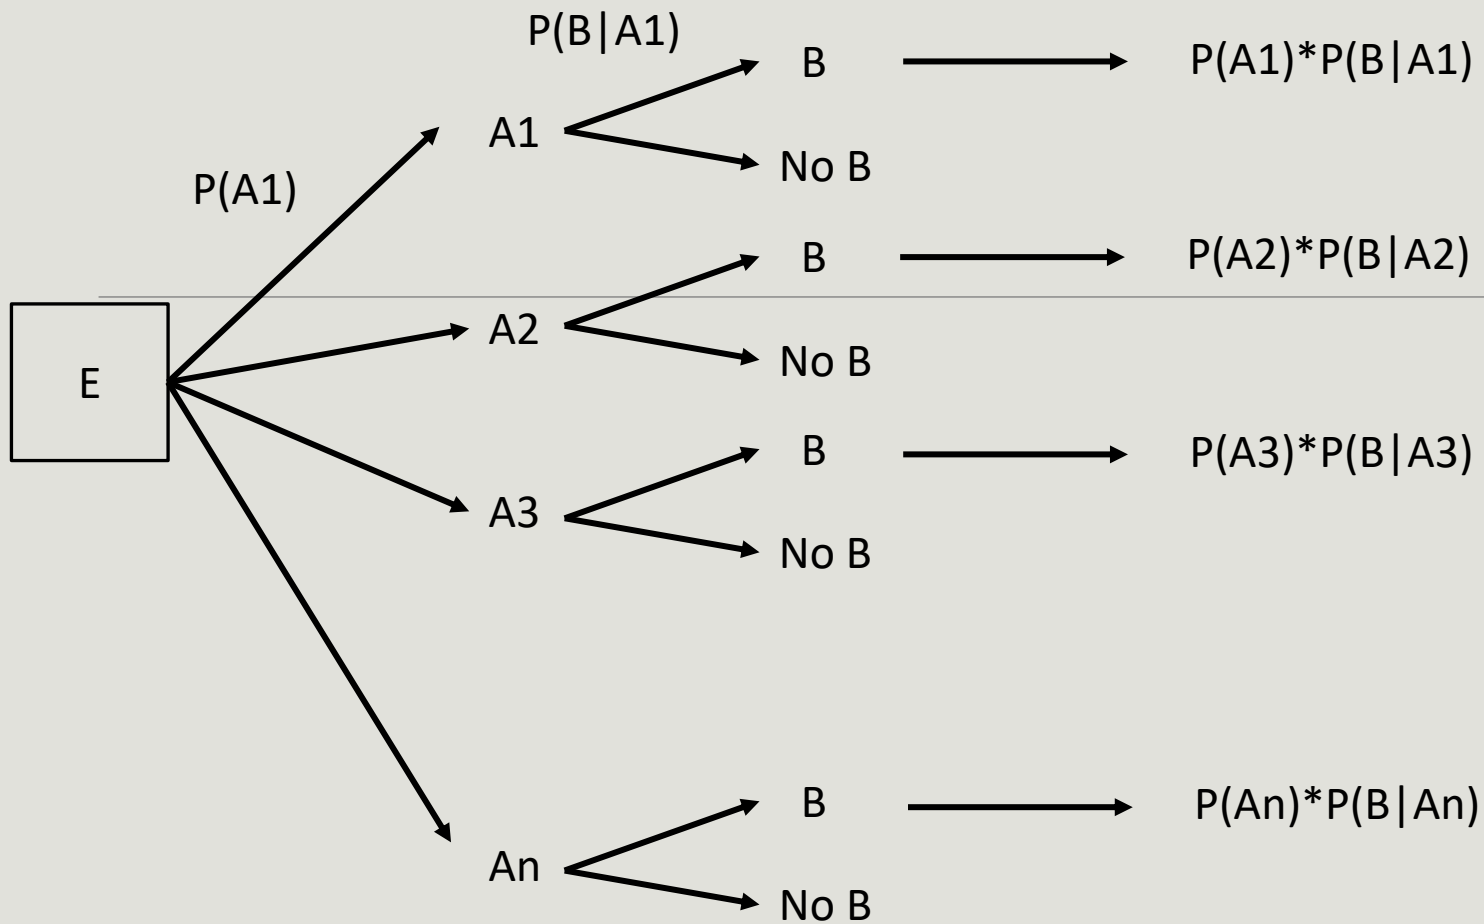 P(B|A1)
B
P(A1)*P(B|A1)
A1
No B
P(A1)
B
P(A2)*P(B|A2)
A2
No B
E
B
P(A3)*P(B|A3)
A3
No B
B
P(An)*P(B|An)
An
No B